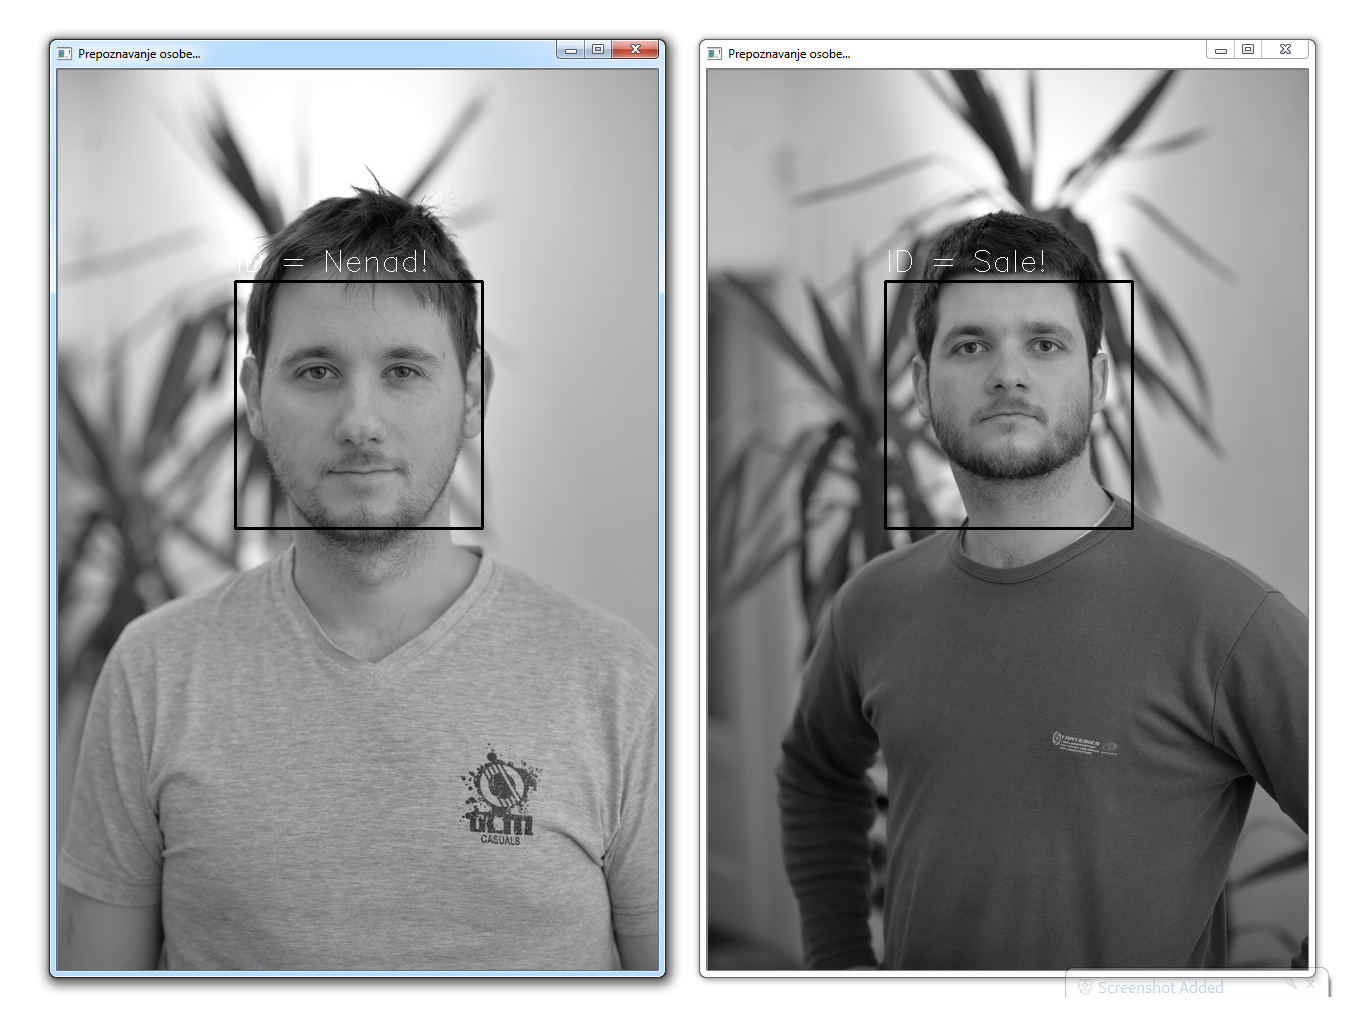 Prepoznavanje osobe...
ID = Nenad!
CASUALS
Prepoznavanje osobe...
ID = Sale!
Screenshot Added